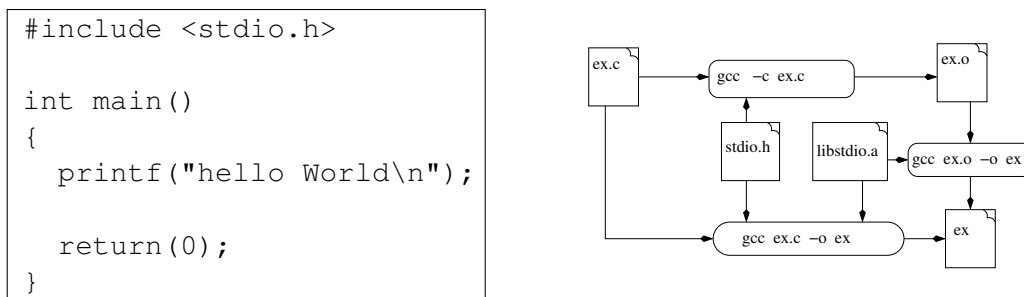 #include <stdio.h>
int main()
{
printf("hello World\n");
return(0);
}
ex.c
gcc −c ex.c
ex.o
stdio.h
libstdio.a
gcc ex.o −o ex
gcc ex.c −o ex
ex